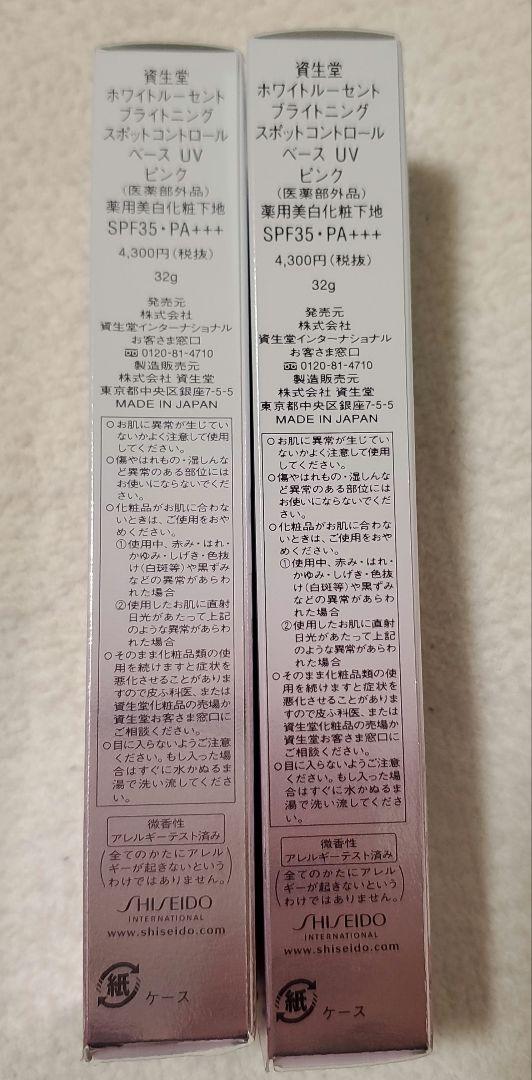 資生堂
ホワイトルーセント
ブライトニング
スポットコントロール
ベース UV
ピンク
(医薬部外品)
薬用美白化粧下地
SPF35・PA+++
4,300円(税抜)
32g
発売元
株式会社
資生堂インターナショナル
お客さま窓口
0120-81-4710
製造販売元
株式会社 資生堂
東京都中央区銀座7-5-5
MADE IN JAPAN
○お肌に異常が生じてい
ないかよく注意して使用
してください。
○傷やはれもの・湿しんな
ど異常のある部位には
お使いにならないでくだ
さい。
○化粧品がお肌に合わな
いときは、ご使用をおや
めください。
①使用中、赤み・はれ・
かゆみ・しげき・色抜
け(白斑等)や黒ずみ
などの異常があらわ
れた場合
②使用したお肌に直射
日光があたって上記
のような異常があらわ
れた場合
○そのまま化粧品類の使
用を続けますと症状を
悪化させることがありま
すので皮ふ科医、または
資生堂化粧品の売場か
資生堂お客さま窓口に
ご相談ください。
○目に入らないようご注意
ください。もし入った場
合はすぐに水かぬるま
湯で洗い流してくださ
い。
微香性
アレルギーテスト済み
(全てのかたにアレル
ギーが起きないという
わけではありません。)
SHISEIDO
INTERNATIONAL
www.shiseido.com
紙
ケース
資生堂
ホワイトルーセント
ブライトニング
スポットコントロール
ベース UV
ピンク
(医薬部外品)
薬用美白化粧下地
SPF35・PA+++
4,300円(税抜)
32g
発売元
株式会社
資生堂インターナショナル
お客さま窓口
0120-81-4710
製造販売元
株式会社 資生堂
東京都中央区銀座7-5-5
MADE IN JAPAN
○お肌に異常が生じてい
ないかよく注意して使用
してください。
○傷やはれもの・湿しんな
ど異常のある部位には
お使いにならないでくだ
さい。
○化粧品がお肌に合わな
いときは、ご使用をおや
めください。
①使用中、赤み・はれ・
かゆみ・しげき・色抜
け(白斑等)や黒ずみ
などの異常があらわ
れた場合
②使用したお肌に直射
日光があたって上記
のような異常があらわ
れた場合
○そのまま化粧品類の使
用を続けますと症状を
悪化させることがありま
すので皮ふ科医、または
資生堂化粧品の売場か
資生堂お客さま窓口に
ご相談ください。
○目に入らないようご注意
ください。もし入った場
合はすぐに水かぬるま
湯で洗い流してくださ
い。
微香性
アレルギーテスト済み
(全てのかたにアレル
ギーが起きないという
わけではありません。)
SHISEIDO
INTERNATIONAL
www.shiseido.com
紙
ケース